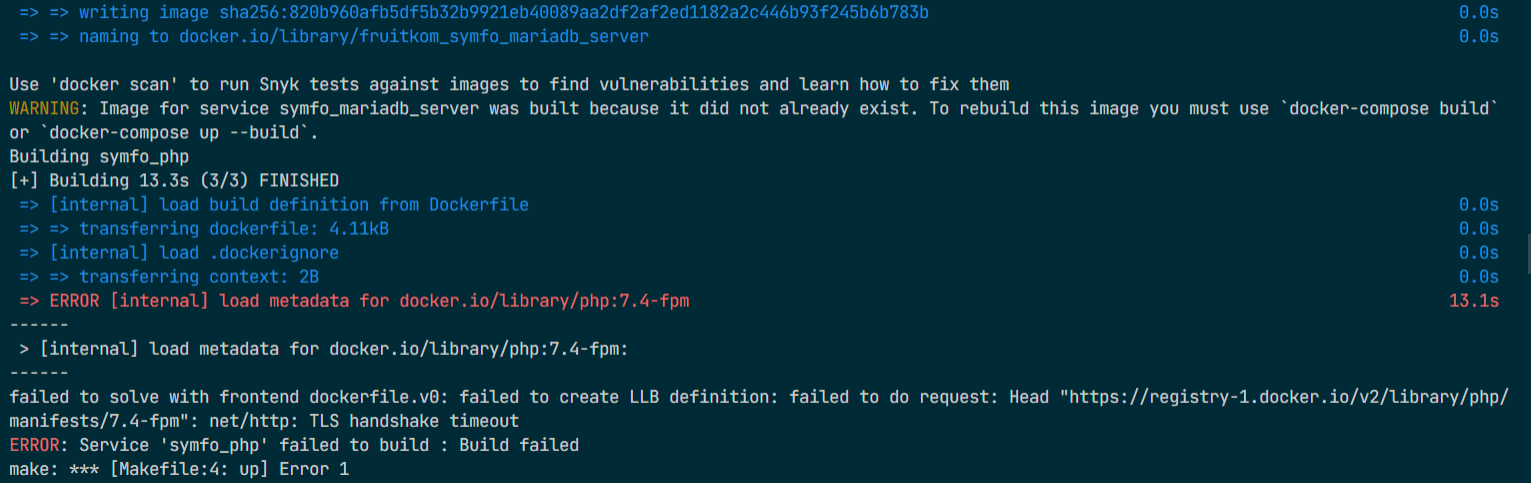 => => writing image sha256:820b960afb5df5b32b9921eb40089aa2df2af2ed1182a2c446b93f245b6b783b 0.0s
=> => naming to docker.io/library/fruitkom_symfo_mariadb_server 0.0s
Use 'docker scan' to run Snyk tests against images to find vulnerabilities and learn how to fix them
WARNING: Image for service symfo_mariadb_server was built because it did not already exist. To rebuild this image you must use `docker-compose build`
or `docker-compose up --build`.
Building symfo_php
[+] Building 13.3s (3/3) FINISHED
=> [internal] load build definition from Dockerfile 0.0s
=> => transferring dockerfile: 4.11kB 0.0s
=> [internal] load .dockerignore 0.0s
=> => transferring context: 2B 0.0s
=> ERROR [internal] load metadata for docker.io/library/php:7.4-fpm 13.1s
------
> [internal] load metadata for docker.io/library/php:7.4-fpm:
------
failed to solve with frontend dockerfile.v0: failed to create LLB definition: failed to do request: Head "https://registry-1.docker.io/v2/library/php/
manifests/7.4-fpm": net/http: TLS handshake timeout
ERROR: Service 'symfo_php' failed to build : Build failed
make: *** [Makefile:4: up] Error 1